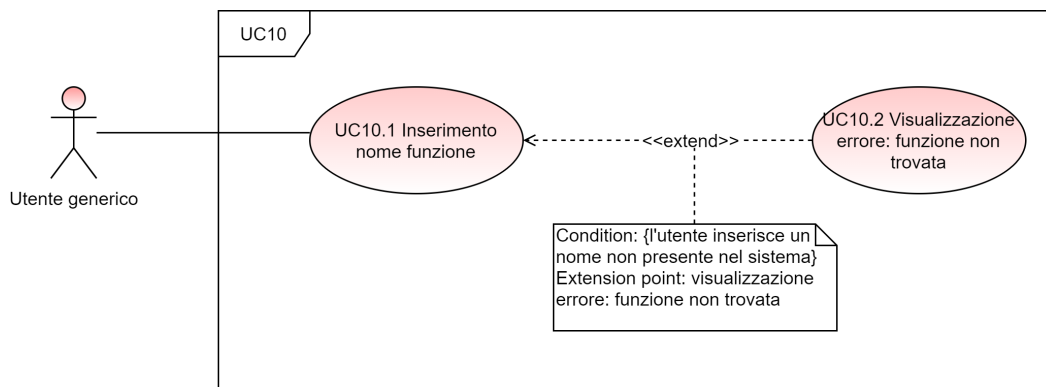 UC10
UC10.1 Inserimento
nome funzione
<<extend>>
UC10.2 Visualizzazione
errore: funzione non
trovata
Utente generico
Condition: {l'utente inserisce un
nome non presente nel sistema}
Extension point: visualizzazione
errore: funzione non trovata